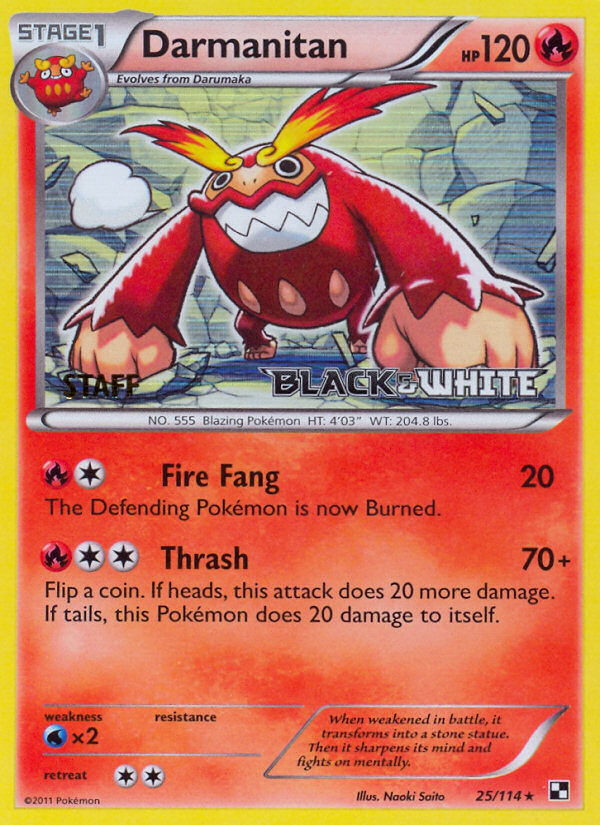 STAGE1
Darmanitan
HP120
Evolves from Darumaka
STAFF
BLACK&WHITE
NO. 555 Blazing Pokémon HT: 4'03" WT: 204.8 lbs.
Fire Fang 20
The Defending Pokémon is now Burned.
Thrash 70+
Flip a coin. If heads, this attack does 20 more damage.
If tails, this Pokémon does 20 damage to itself.
weakness
×2
resistance
retreat
When weakened in battle, it
transforms into a stone statue.
Then it sharpens its mind and
fights on mentally.
©2011 Pokémon
Illus. Naoki Saito
25/114 ★